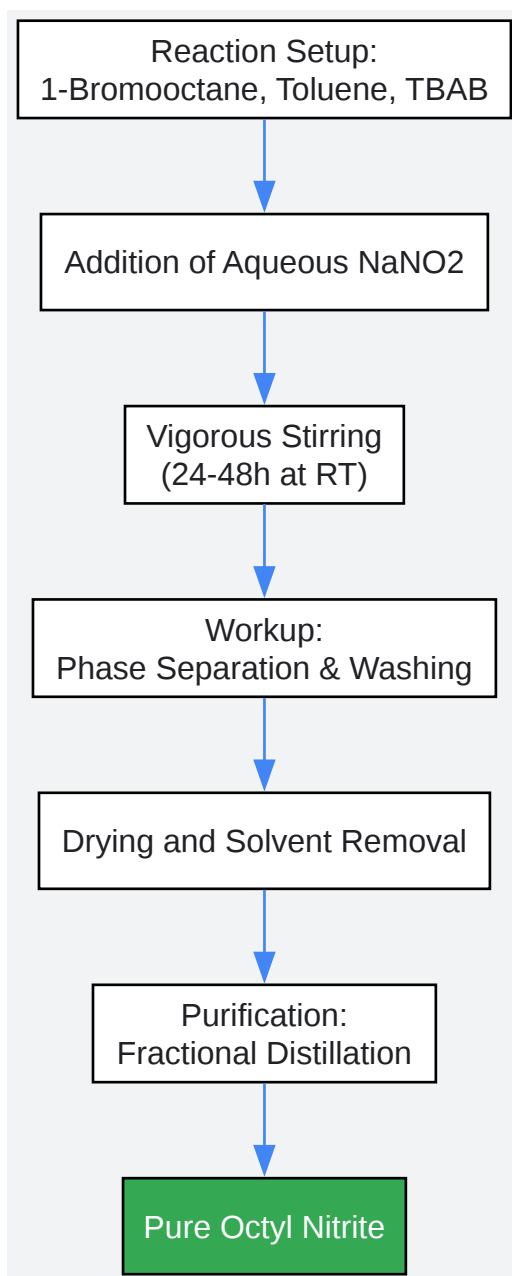 Reaction Setup:
1-Bromooctane, Toluene, TBAB
Addition of Aqueous NaNO2
Vigorous Stirring
(24-48h at RT)
Workup:
Phase Separation & Washing
Drying and Solvent Removal
Purification:
Fractional Distillation
Pure Octyl Nitrite